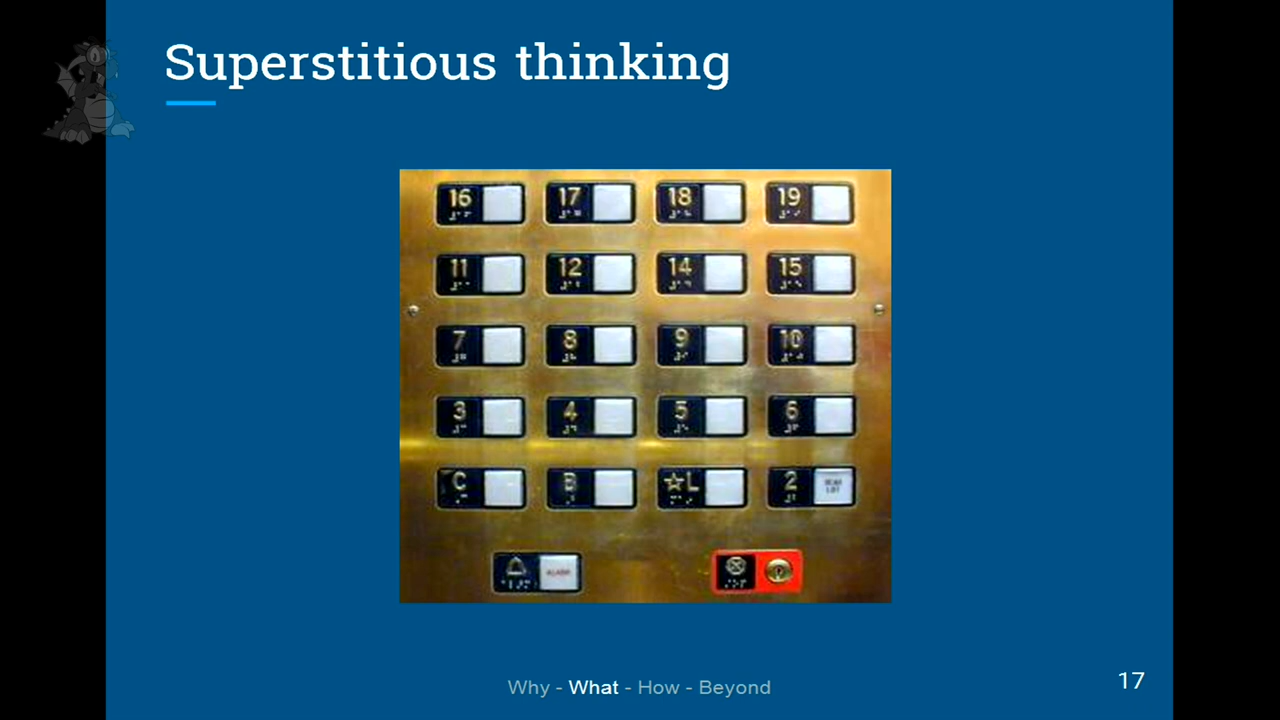 Superstitious thinking
16 17 18 19
11 12 14 15
7 8 9 10
3 4 5 6
C B ☆L 2
ALARM
Why - What - How - Beyond
17